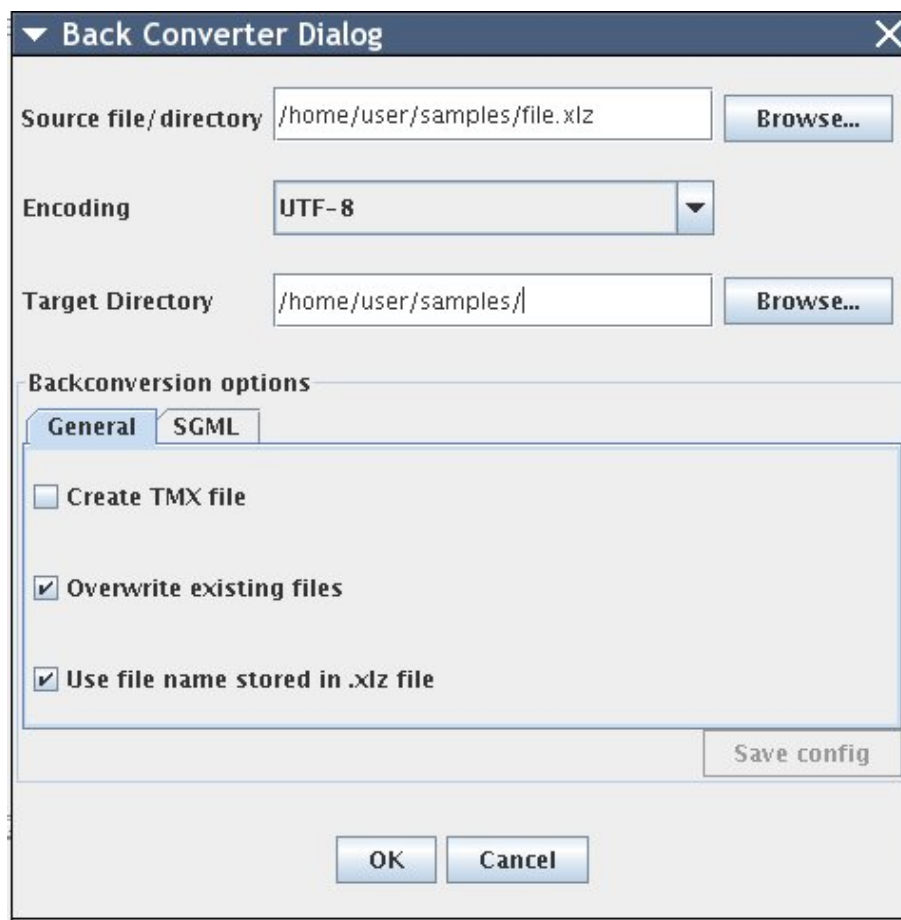 Back Converter Dialog
Source file/directory /home/user/samples/file.xlz Browse...
Encoding UTF-8
Target Directory /home/user/samples/ Browse...
Backconversion options
General SGML
Create TMX file
Overwrite existing files
Use file name stored in .xlz file
Save config
OK Cancel